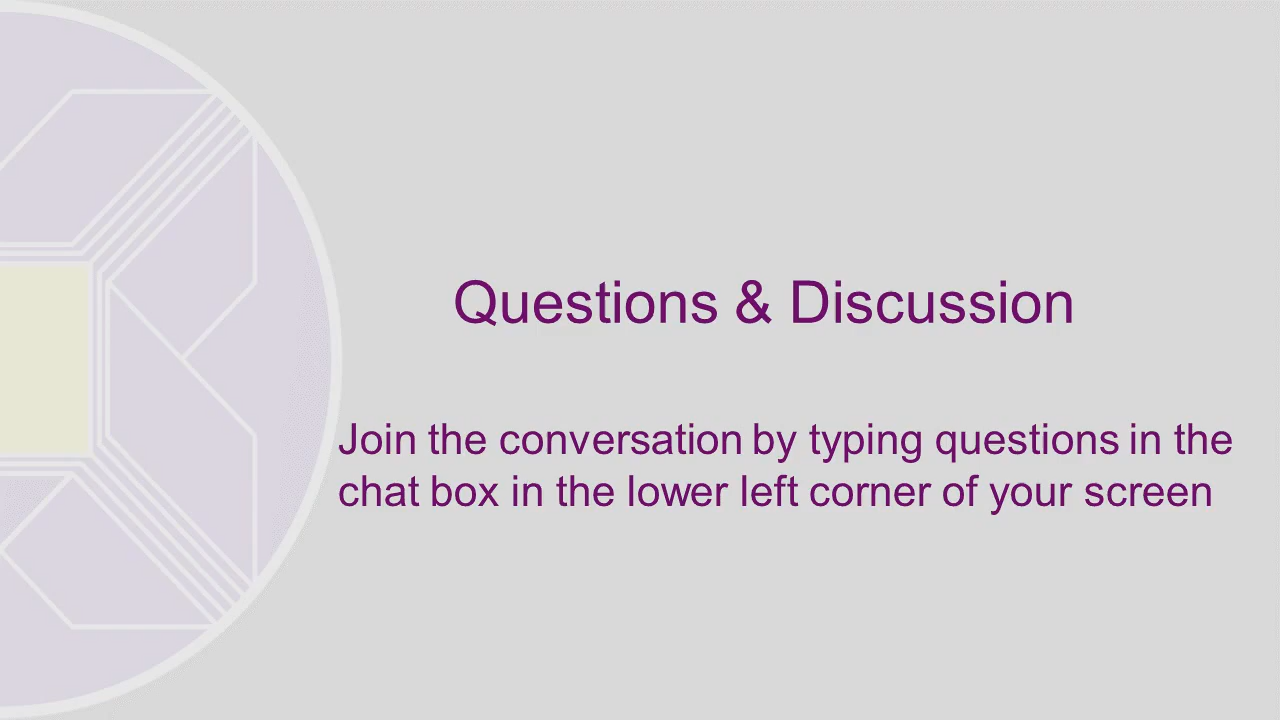 Questions & Discussion
Join the conversation by typing questions in the
chat box in the lower left corner of your screen